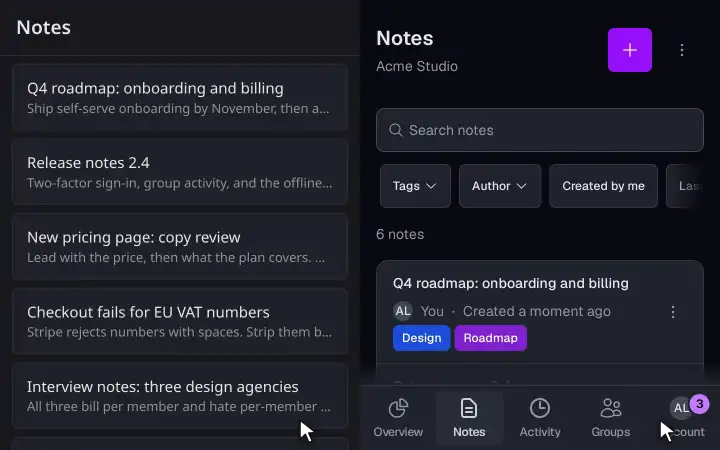 Notes
Q4 roadmap: onboarding and billing
Ship self-serve onboarding by November, then a...
Release notes 2.4
Two-factor sign-in, group activity, and the offline...
New pricing page: copy review
Lead with the price, then what the plan covers. ...
Checkout fails for EU VAT numbers
Stripe rejects numbers with spaces. Strip them b...
Interview notes: three design agencies
All three bill per member and hate per-member ...
Notes
Acme Studio
Search notes
Tags Author Created by me Las
6 notes
Q4 roadmap: onboarding and billing
AL You · Created a moment ago
Design Roadmap
AL 3
Overview Notes Activity Groups count